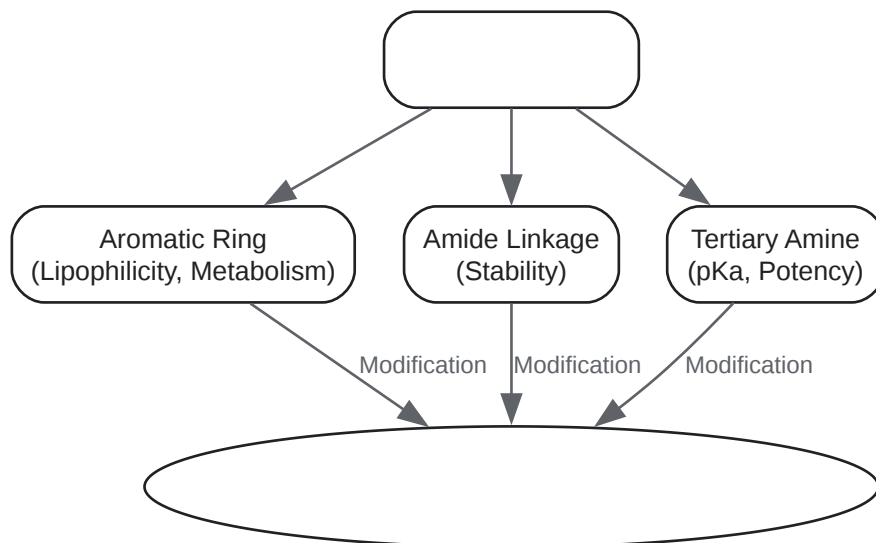 Aromatic Ring
(Lipophilicity, Metabolism)
Amide Linkage
(Stability)
Tertiary Amine
(pKa, Potency)
Modification
Modification
Modification